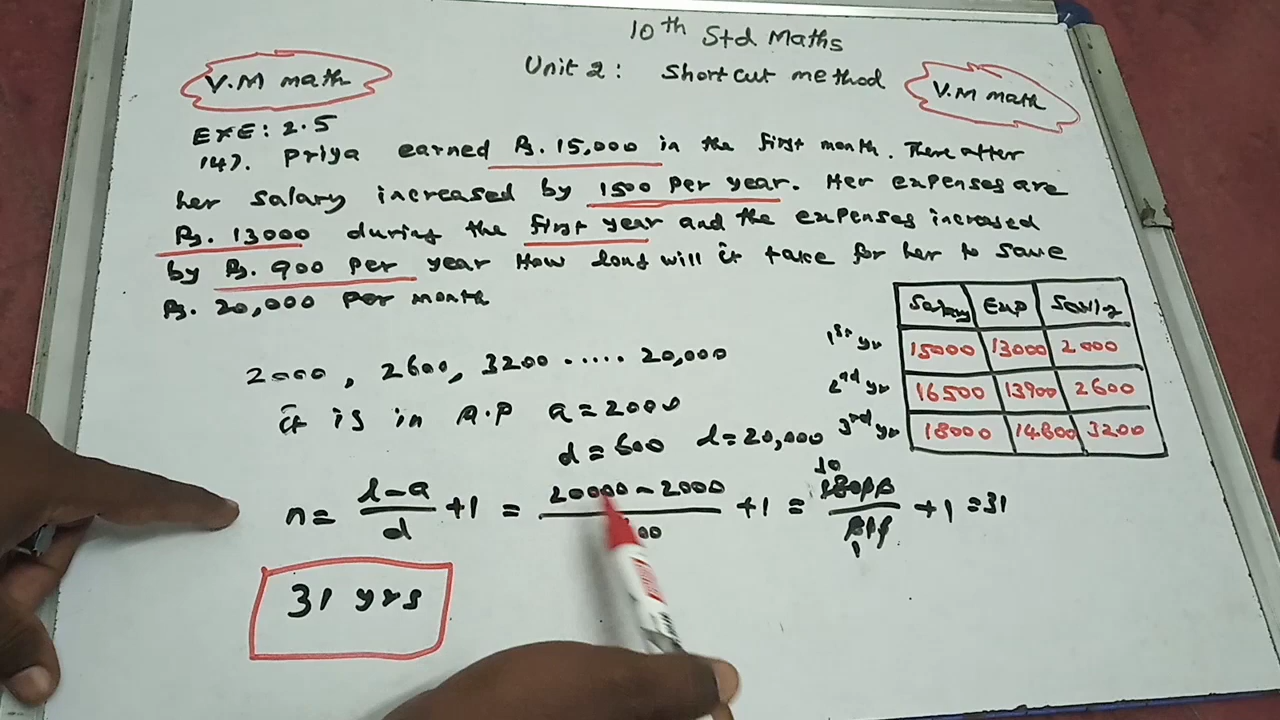 10th Std Maths
V.M math
Unit 2: Shortcut method
V.M math
EXE: 2.5
14). Priya earned Rs. 15,000 in the first month. There after
her salary increased by 1500 per year. Her expenses are
Rs. 13000 during the first year and the expenses increased
by Rs. 900 per year How long will it take for her to save
Rs. 20,000 per month
Salary Exp Saving
1st yr 15000 13000 2000
2nd yr 16500 13900 2600
3rd yr 18000 14800 3200
2000, 2600, 3200 ..... 20,000
it is in A.P a=2000
d=600 l=20,000
n= l-a/d +1 = 20000-2000/ 00 +1 = 18000/ +1 =31
31 yrs